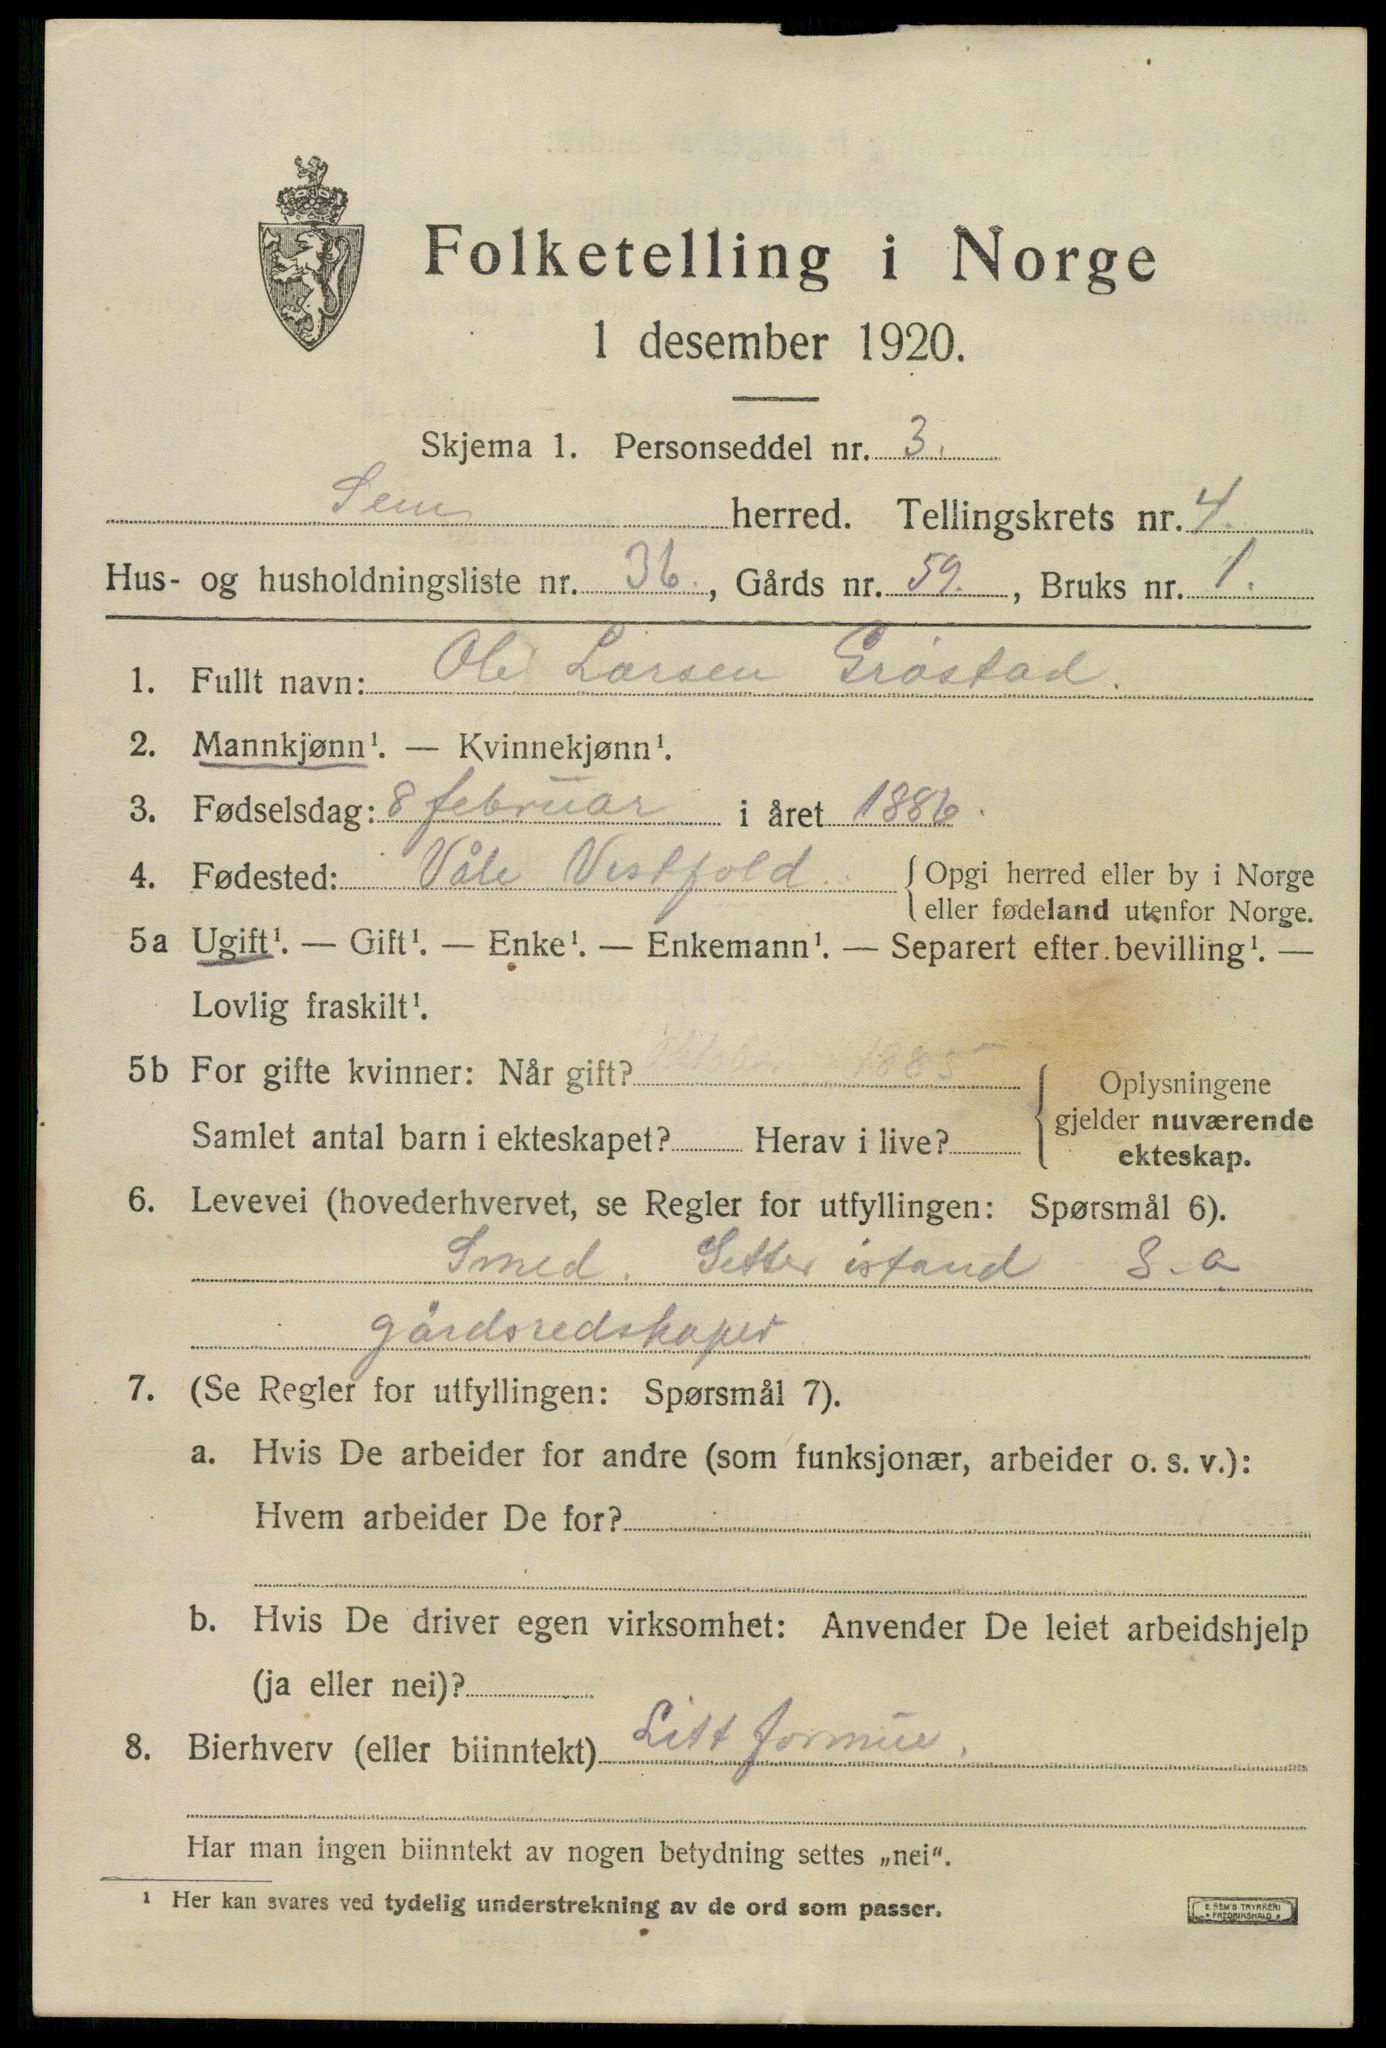 Folketelling i Norge
1 desember 1920.
Skjema 1. Personseddel nr. 3.
Sem herred. Tellingskrets nr. 4.
Hus- og husholdningsliste nr. 36., Gårds nr. 59., Bruks nr. 1.
1. Fullt navn: Ole Larsen Gråstad.
2. Mannkjønn¹. — Kvinnekjønn¹.
3. Fødselsdag: 8 februar i året 1886.
4. Fødested: Våle Vestfold {Opgi herred eller by i Norge
eller fødeland utenfor Norge.
5a Ugift¹. — Gift¹. — Enke¹. — Enkemann¹. — Separert efter bevilling¹. —
Lovlig fraskilt¹.
5b For gifte kvinner: Når gift? 1885 { Oplysningene
gjelder nuværende
Samlet antal barn i ekteskapet? Herav i live?
ekteskap.
6. Levevei (hovederhvervet, se Regler for utfyllingen: Spørsmål 6).
Smed. Setter istand S. a
gårdsredskaper
7. (Se Regler for utfyllingen: Spørsmål 7).
a. Hvis De arbeider for andre (som funksjonær, arbeider o. s. v.):
Hvem arbeider De for?
b. Hvis De driver egen virksomhet: Anvender De leiet arbeidshjelp
(ja eller nei)?
8. Bierhverv (eller biinntekt) Litt formue.
Har man ingen biinntekt av nogen betydning settes „nei".
¹ Her kan svares ved tydelig understrekning av de ord som passer.
E. SEM'S TRYKKERI
FREDRIKSHALD